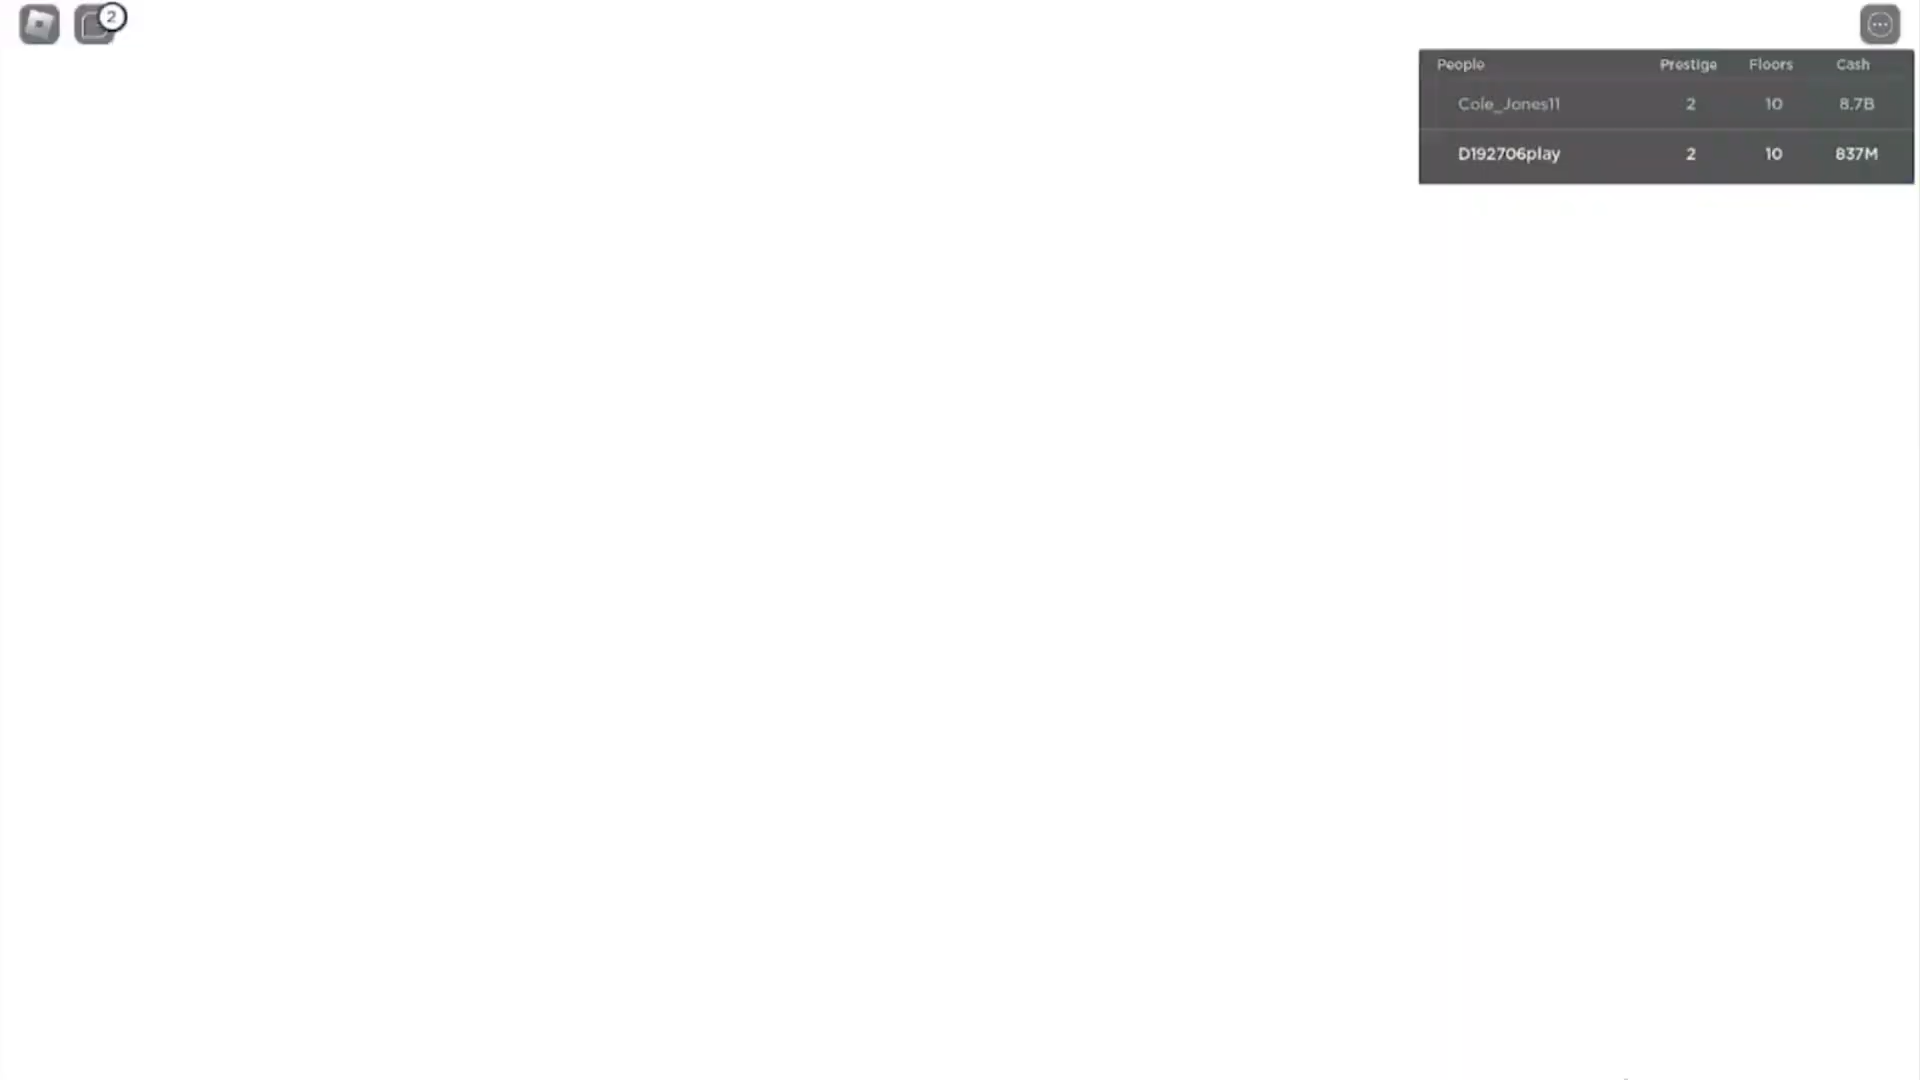 2
People Prestige Floors Cash
Cole_Jones11 2 10 8.7B
D192706play 2 10 837M